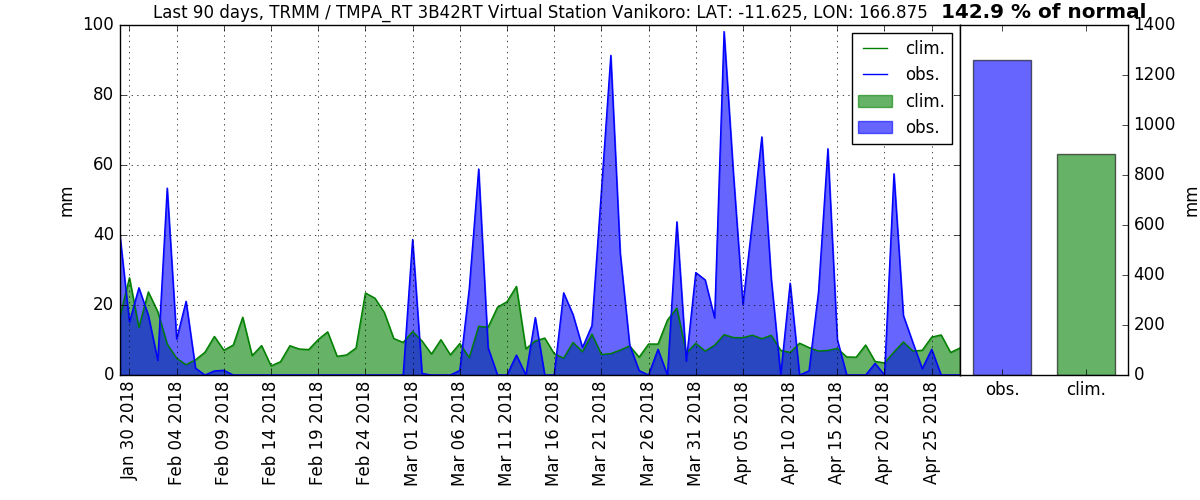 Last 90 days, TRMM / TMPA_RT 3B42RT Virtual Station Vanikoro: LAT: -11.625, LON: 166.875 142.9 % of normal
100
80
60
40
20
0
mm
clim.
obs.
clim.
obs.
1400
1200
1000
800
600
400
200
0
mm
obs.
clim.
Jan 30 2018
Feb 04 2018
Feb 09 2018
Feb 14 2018
Feb 19 2018
Feb 24 2018
Mar 01 2018
Mar 06 2018
Mar 11 2018
Mar 16 2018
Mar 21 2018
Mar 26 2018
Mar 31 2018
Apr 05 2018
Apr 10 2018
Apr 15 2018
Apr 20 2018
Apr 25 2018